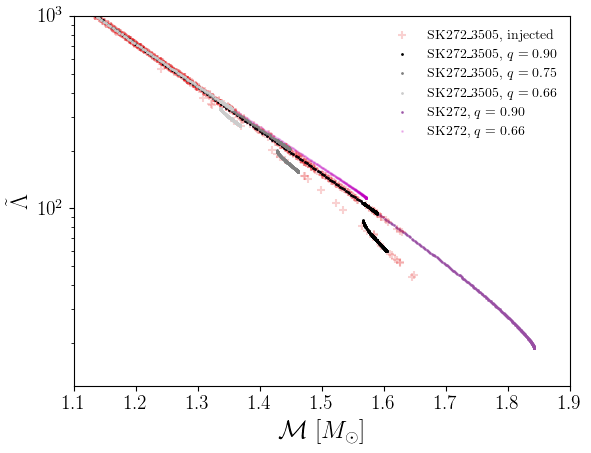 10³
10²
Λ̃
1.1 1.2 1.3 1.4 1.5 1.6 1.7 1.8 1.9
ℳ [M⊙]
SK272_3505, injected
SK272_3505, q = 0.90
SK272_3505, q = 0.75
SK272_3505, q = 0.66
SK272, q = 0.90
SK272, q = 0.66